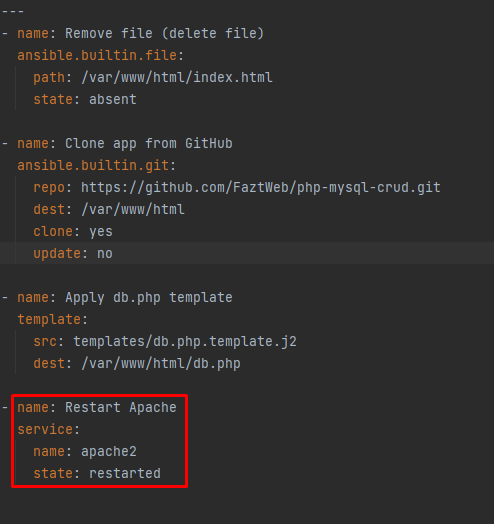 ---
- name: Remove file (delete file)
  ansible.builtin.file:
    path: /var/www/html/index.html
    state: absent

- name: Clone app from GitHub
  ansible.builtin.git:
    repo: https://github.com/FaztWeb/php-mysql-crud.git
    dest: /var/www/html
    clone: yes
    update: no

- name: Apply db.php template
  template:
    src: templates/db.php.template.j2
    dest: /var/www/html/db.php

- name: Restart Apache
  service:
    name: apache2
    state: restarted